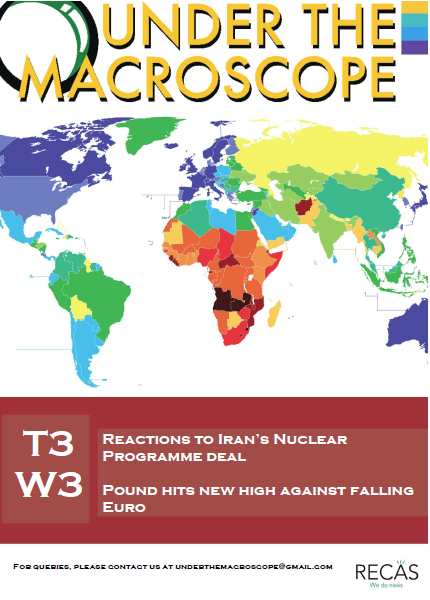 UNDER THE
MACROSCOPE
T3
W3
REACTIONS TO IRAN'S NUCLEAR
PROGRAMME DEAL
POUND HITS NEW HIGH AGAINST FALLING
EURO
FOR QUERIES, PLEASE CONTACT US AT UNDERTHEMACROSCOPE@GMAIL.COM
RECAS
We do news